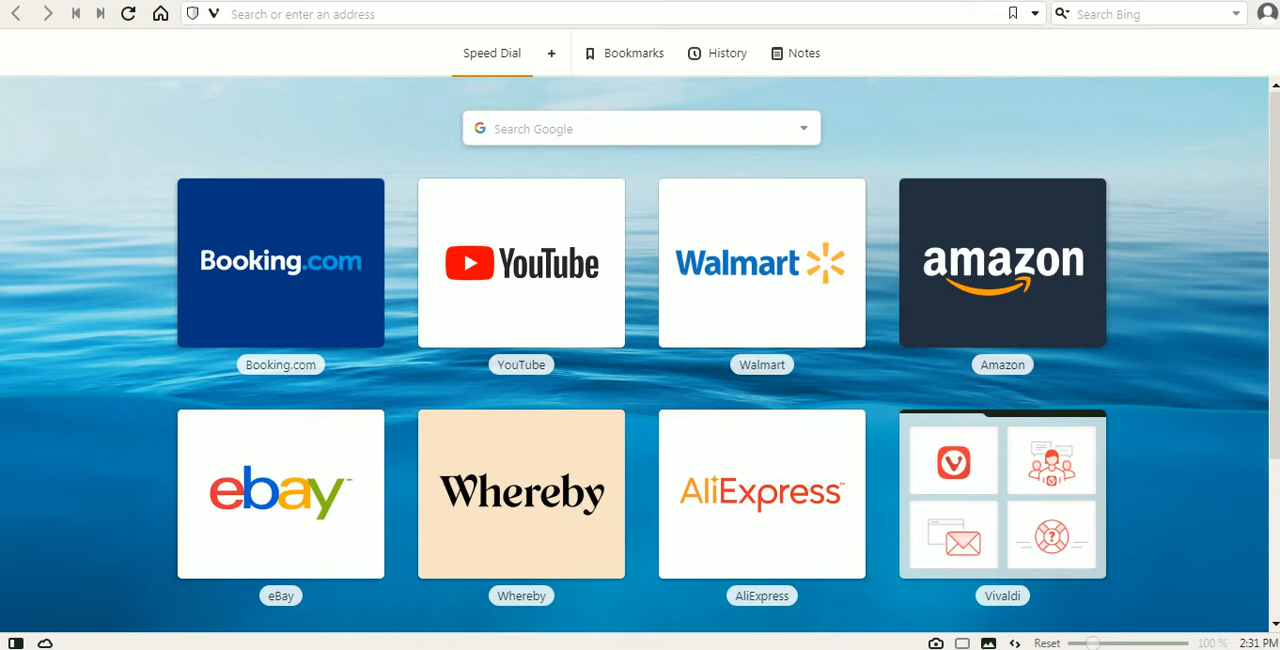 Search or enter an address
Search Bing
Speed Dial
+
Bookmarks
History
Notes
G Search Google
Booking.com
YouTube
Walmart
amazon
Booking.com
YouTube
Walmart
Amazon
ebay
Whereby
AliExpress
eBay
Whereby
AliExpress
Vivaldi
Reset
100 %
2:31 PM